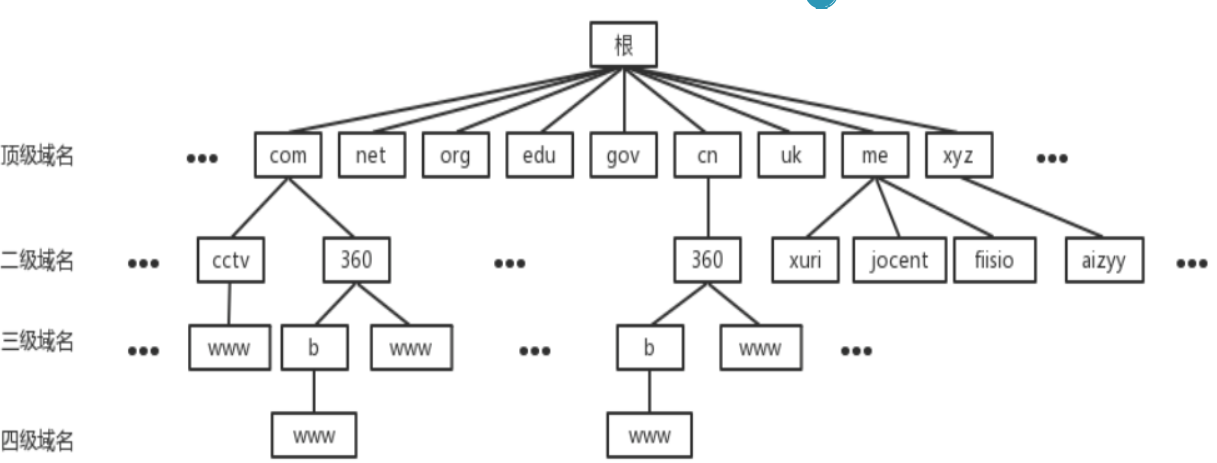 根
顶级域名 ••• com net org edu gov cn uk me xyz •••
二级域名 ••• cctv 360 ••• 360 xuri jocent fiisio aizyy •••
三级域名 ••• www b www ••• b www •••
四级域名 www www